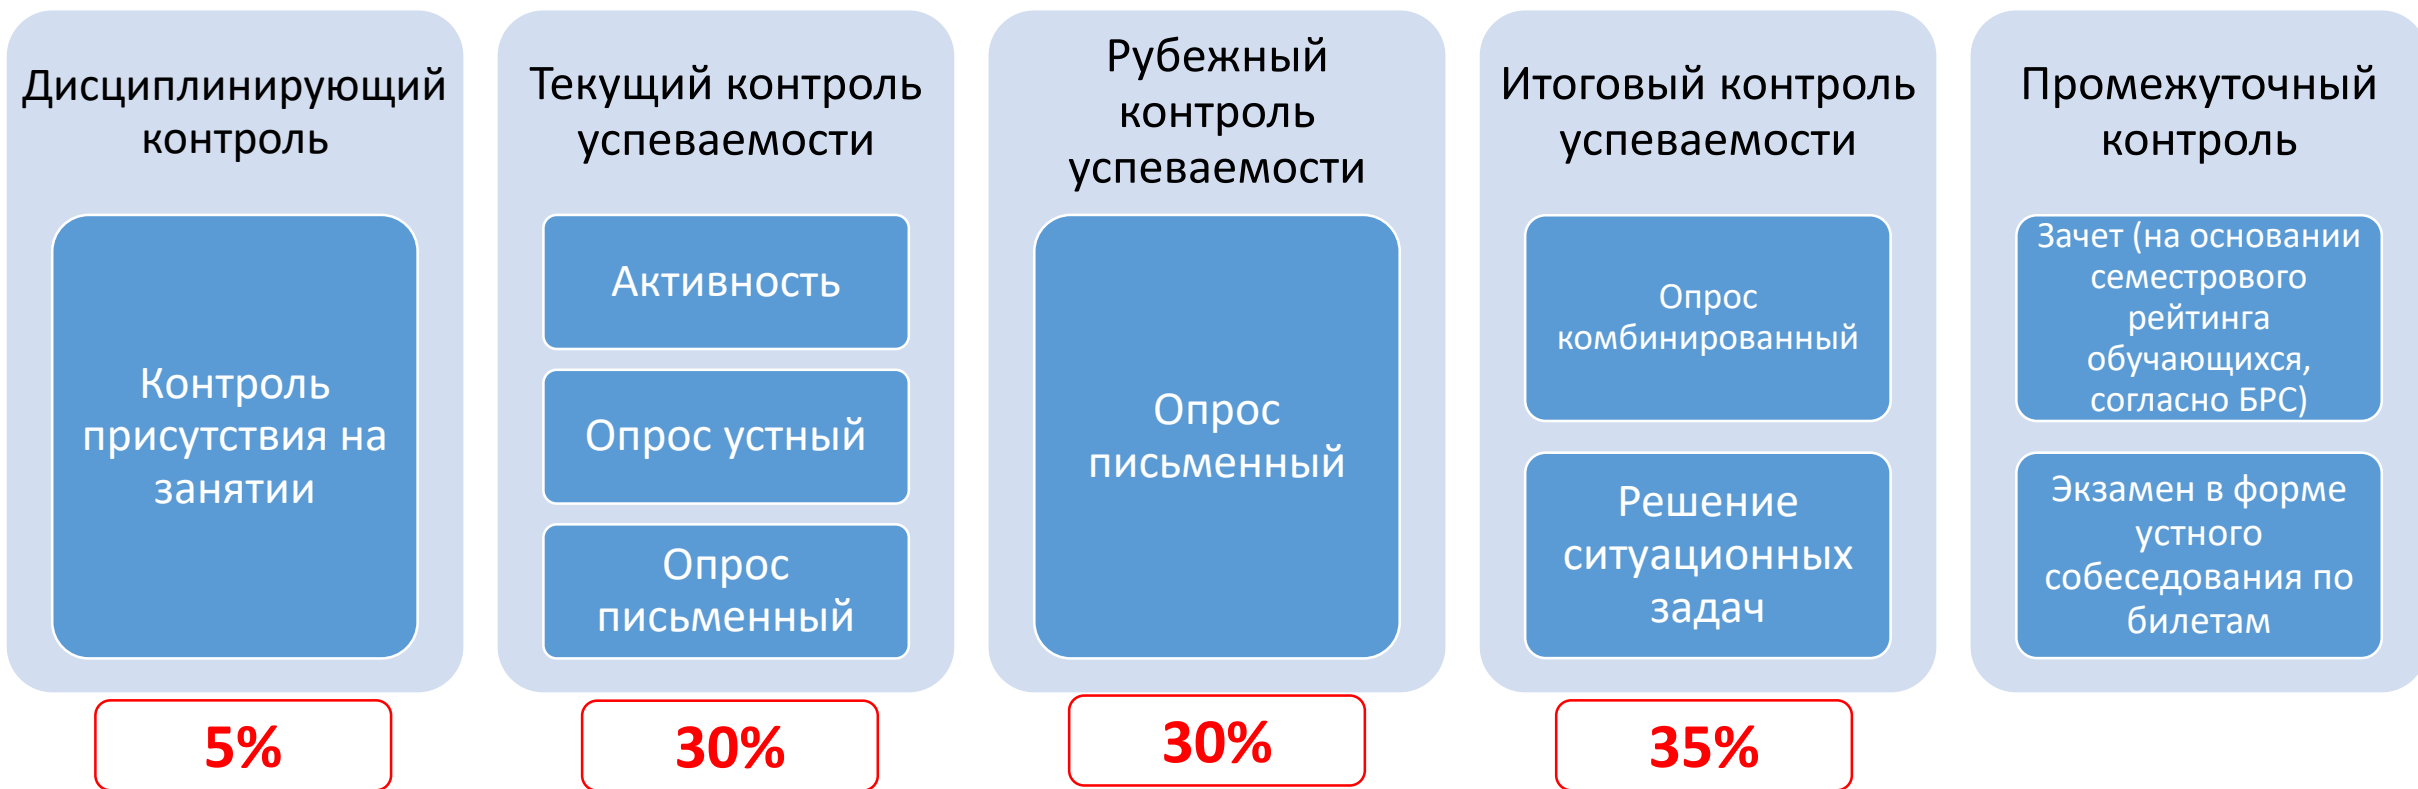 Дисциплинирующий
контроль
Контроль
присутствия на
занятии
5%
Текущий контроль
успеваемости
Активность
Опрос устный
Опрос
письменный
30%
Рубежный
контроль
успеваемости
Опрос
письменный
30%
Итоговый контроль
успеваемости
Опрос
комбинированный
Решение
ситуационных
задач
35%
Промежуточный
контроль
Зачет (на основании
семестрового
рейтинга
обучающихся,
согласно БРС)
Экзамен в форме
устного
собеседования по
билетам